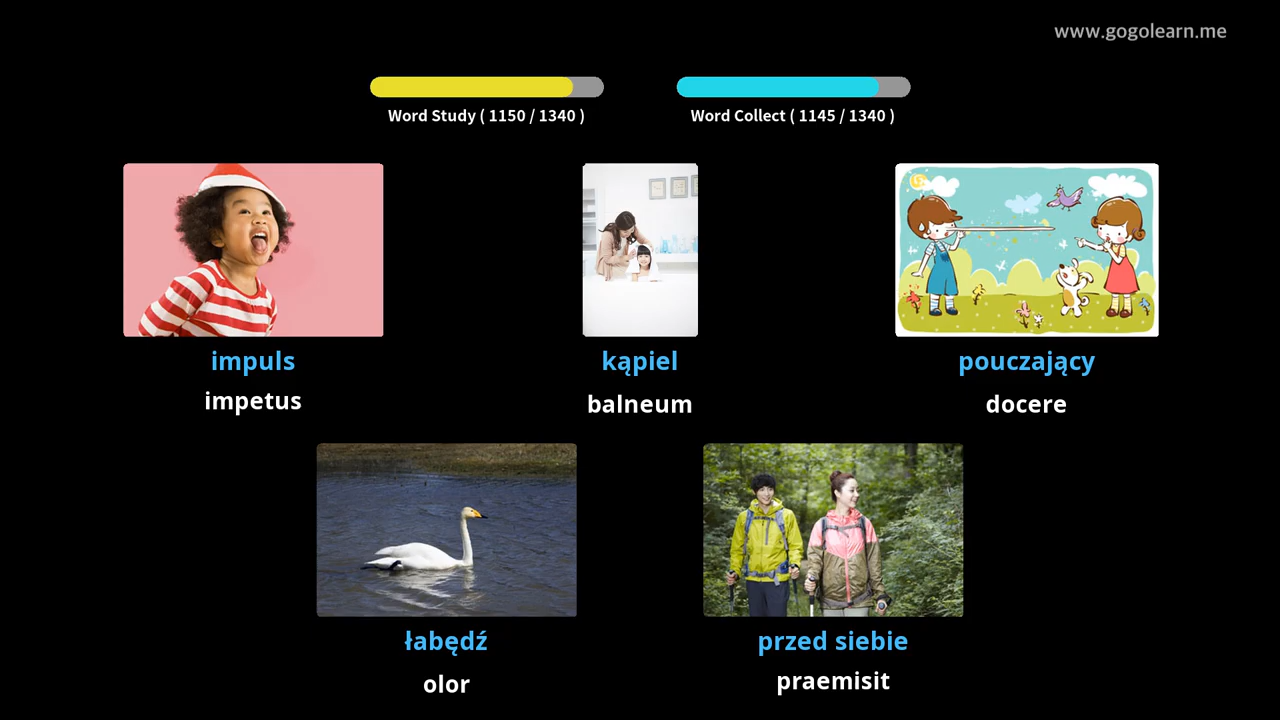 www.gogolearn.me
Word Study ( 1150 / 1340 )
Word Collect ( 1145 / 1340 )
impuls
impetus
kąpiel
balneum
pouczający
docere
łabędź
olor
przed siebie
praemisit